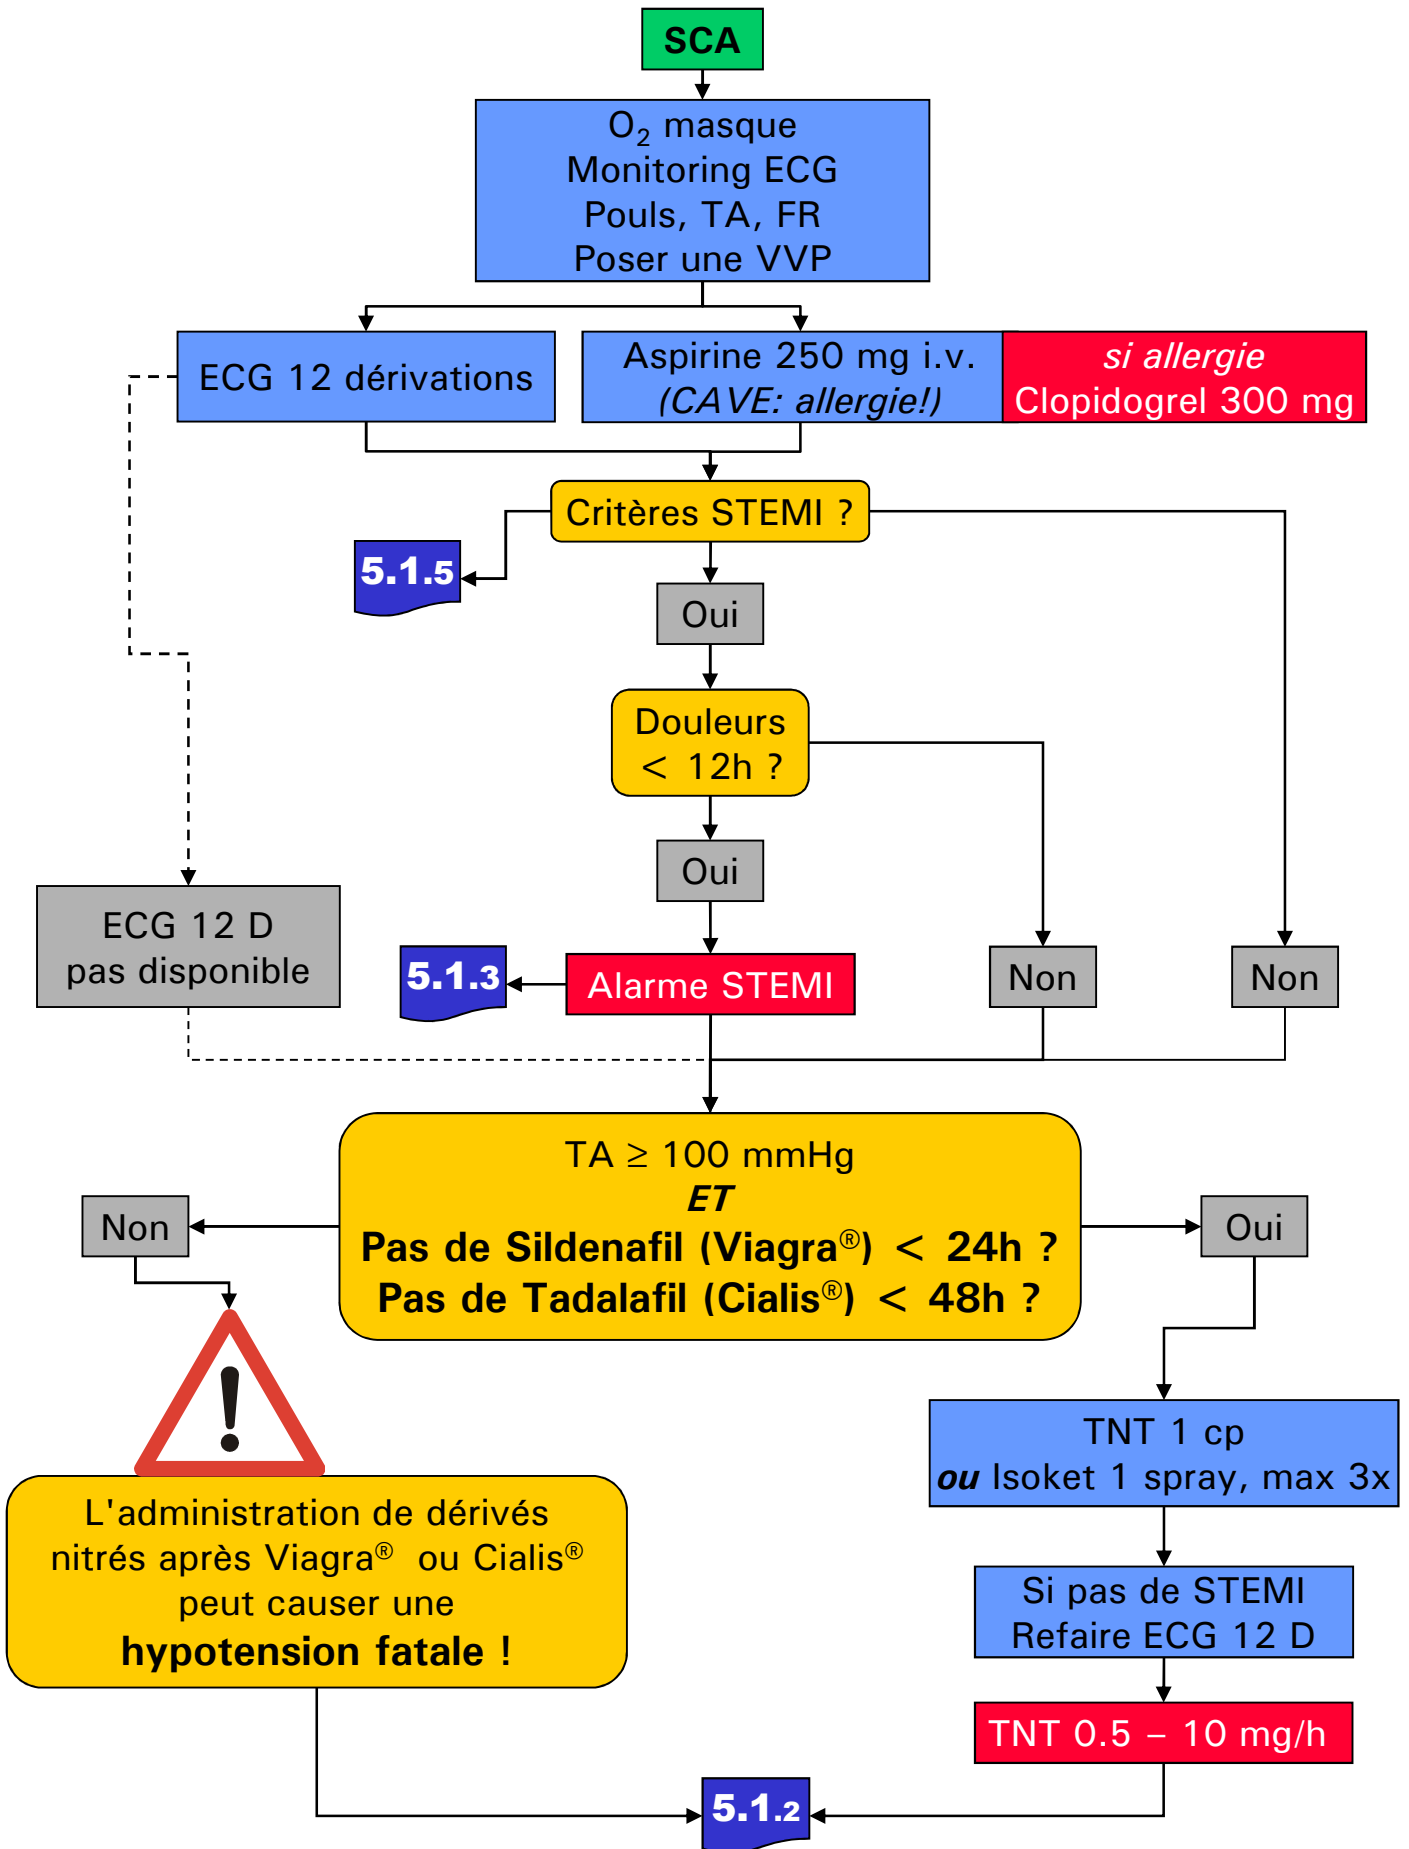 SCA
O₂ masque
Monitoring ECG
Pouls, TA, FR
Poser une VVP
ECG 12 dérivations
Aspirine 250 mg i.v.
(CAVE: allergie!)
si allergie
Clopidogrel 300 mg
Critères STEMI ?
5.1.5
Oui
Douleurs
< 12h ?
Oui
ECG 12 D
pas disponible
5.1.3
Alarme STEMI
Non
Non
TA ≥ 100 mmHg
ET
Pas de Sildenafil (Viagra®) < 24h ?
Pas de Tadalafil (Cialis®) < 48h ?
Non
Oui
TNT 1 cp
ou Isoket 1 spray, max 3x
L'administration de dérivés
nitrés après Viagra® ou Cialis®
peut causer une
hypotension fatale !
Si pas de STEMI
Refaire ECG 12 D
TNT 0.5 – 10 mg/h
5.1.2